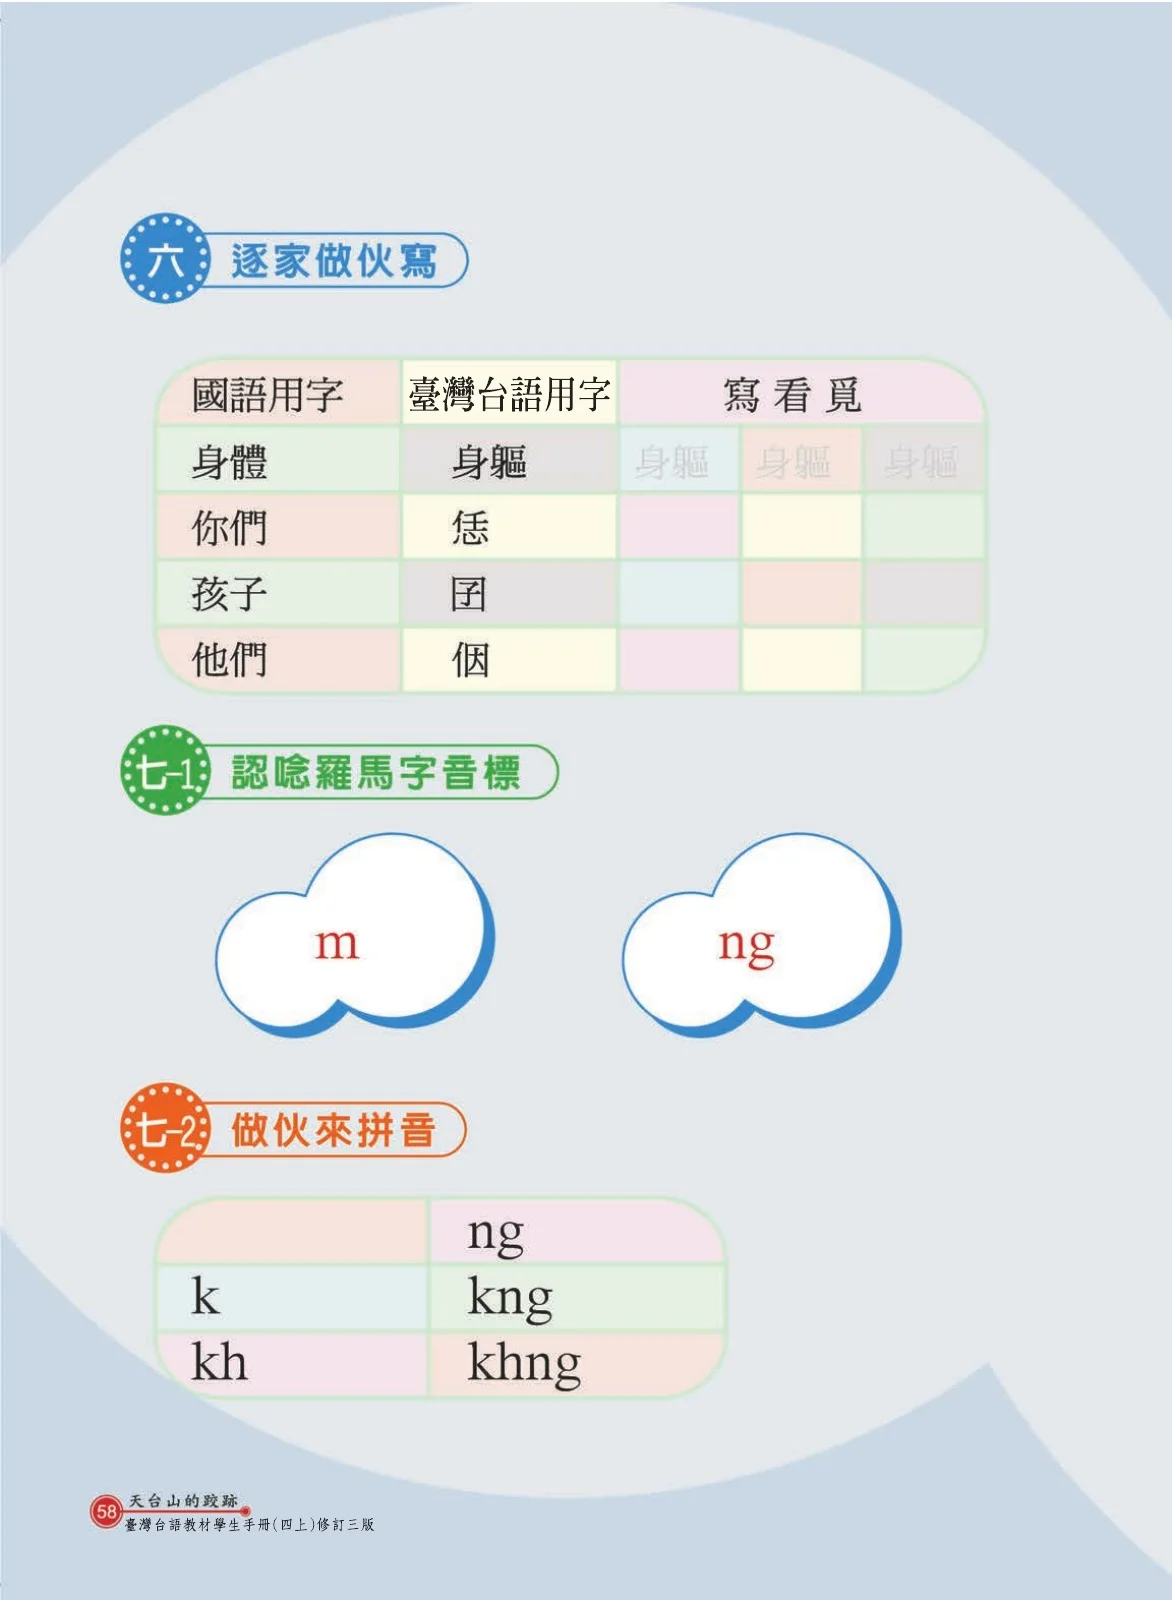 六 逐家做伙寫
國語用字 臺灣台語用字 寫看覓
身體 身軀 身軀 身軀 身軀
你們 恁
孩子 囝
他們 𪜶
七-1 認唸羅馬字音標
m ng
七-2 做伙來拼音
ng
k kng
kh khng
58 天台山的跤跡
臺灣台語教材學生手冊(四上)修訂三版